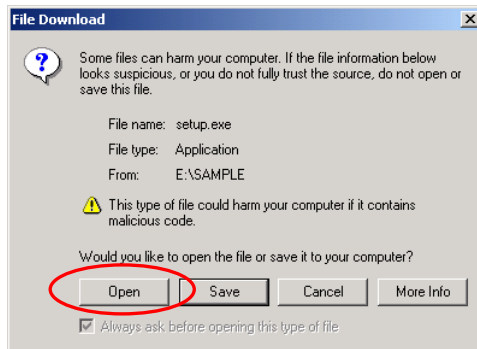 File Download
Some files can harm your computer. If the file information below
looks suspicious, or you do not fully trust the source, do not open or
save this file.
File name: setup.exe
File type: Application
From: E:\SAMPLE
This type of file could harm your computer if it contains
malicious code.
Would you like to open the file or save it to your computer?
Open Save Cancel More Info
Always ask before opening this type of file